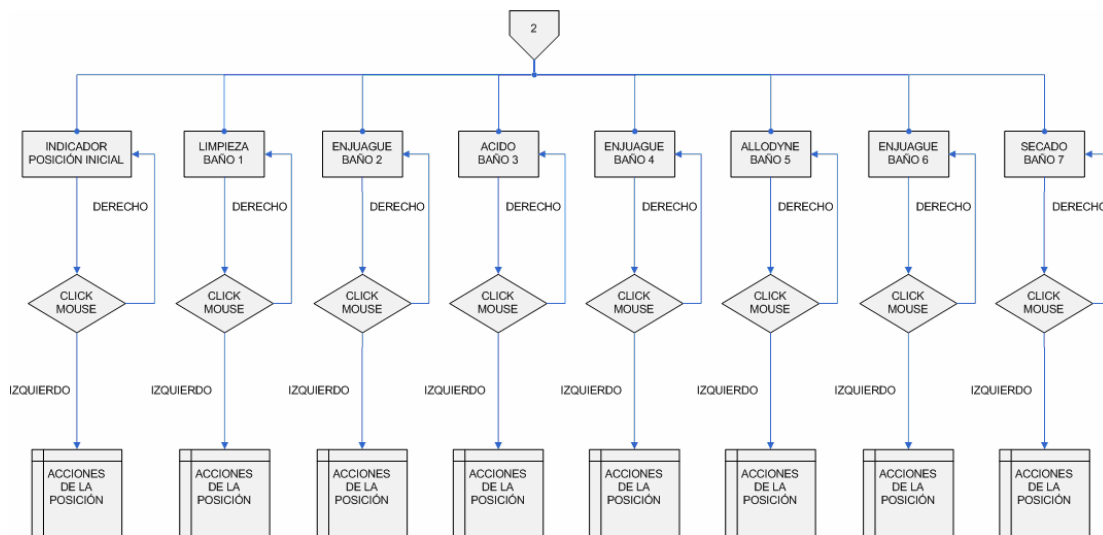 2
INDICADOR
POSICIÓN INICIAL
LIMPIEZA
BAÑO 1
ENJUAGUE
BAÑO 2
ACIDO
BAÑO 3
ENJUAGUE
BAÑO 4
ALLODYNE
BAÑO 5
ENJUAGUE
BAÑO 6
SECADO
BAÑO 7
DERECHO
DERECHO
DERECHO
DERECHO
DERECHO
DERECHO
DERECHO
DERECHO
CLICK
MOUSE
CLICK
MOUSE
CLICK
MOUSE
CLICK
MOUSE
CLICK
MOUSE
CLICK
MOUSE
CLICK
MOUSE
CLICK
MOUSE
IZQUIERDO
IZQUIERDO
IZQUIERDO
IZQUIERDO
IZQUIERDO
IZQUIERDO
IZQUIERDO
IZQUIERDO
ACCIONES
DE LA
POSICIÓN
ACCIONES
DE LA
POSICIÓN
ACCIONES
DE LA
POSICIÓN
ACCIONES
DE LA
POSICIÓN
ACCIONES
DE LA
POSICIÓN
ACCIONES
DE LA
POSICIÓN
ACCIONES
DE LA
POSICIÓN
ACCIONES
DE LA
POSICIÓN